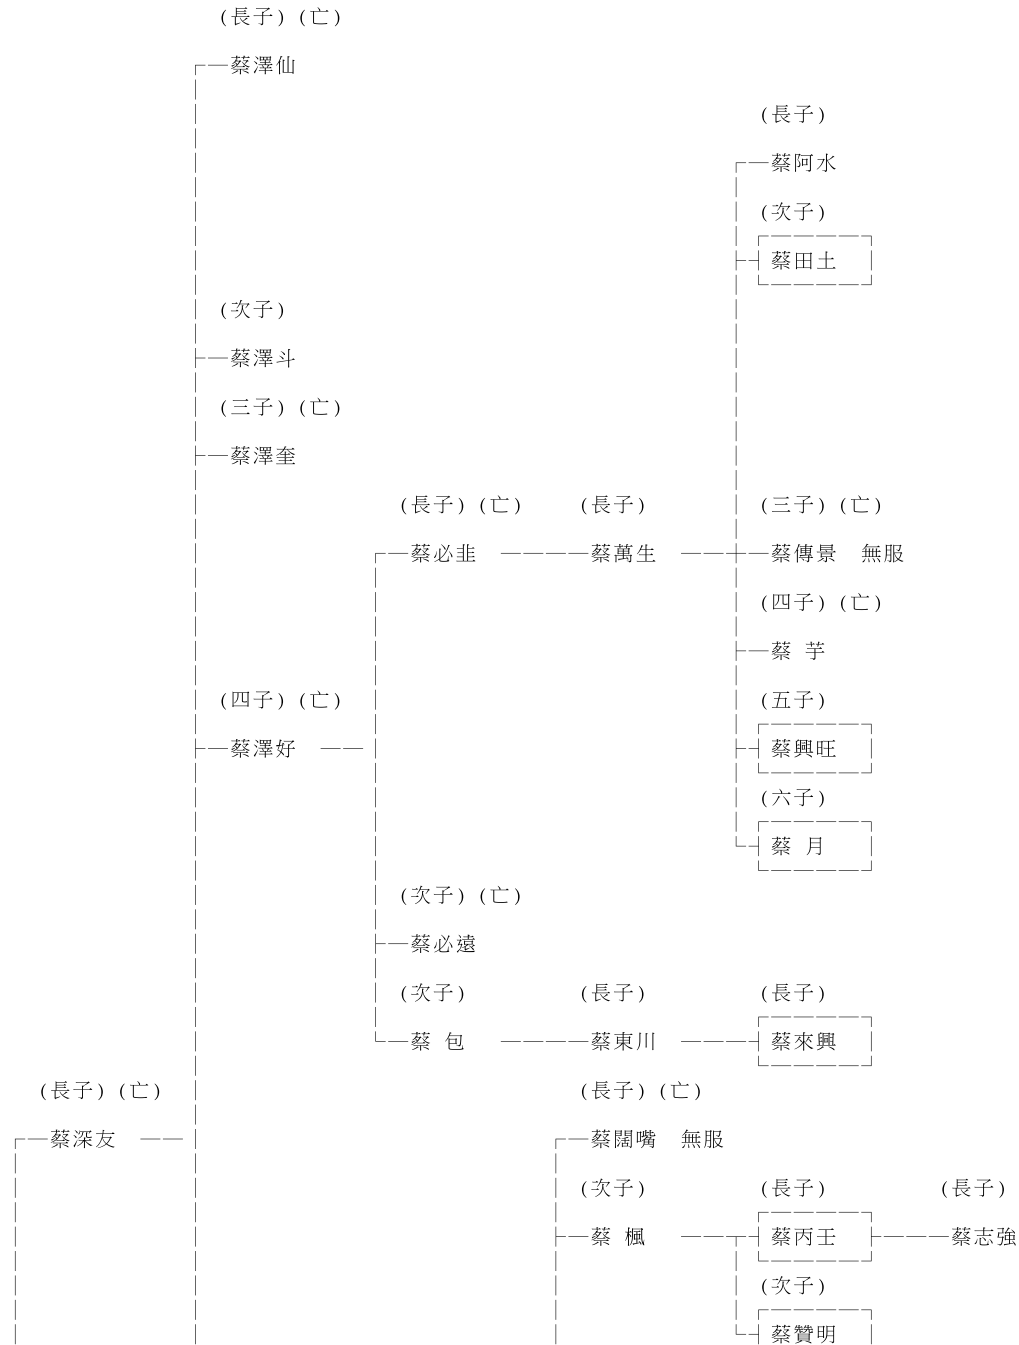 (長子) (亡)
蔡澤仙
(長子)
蔡阿水
(次子)
蔡田土
(次子)
蔡澤斗
(三子) (亡)
蔡澤奎
(長子) (亡) (長子) (三子) (亡)
蔡必韭 蔡萬生 蔡傳景 無服
(四子) (亡)
蔡 芋
(四子) (亡) (五子)
蔡澤好 蔡興旺
(六子)
蔡 月
(次子) (亡)
蔡必遠
(次子) (長子) (長子)
蔡 包 蔡東川 蔡來興
(長子) (亡) (長子) (亡)
蔡深友 蔡闊嘴 無服
(次子) (長子) (長子)
蔡 楓 蔡丙王 蔡志強
(次子)
蔡贊明